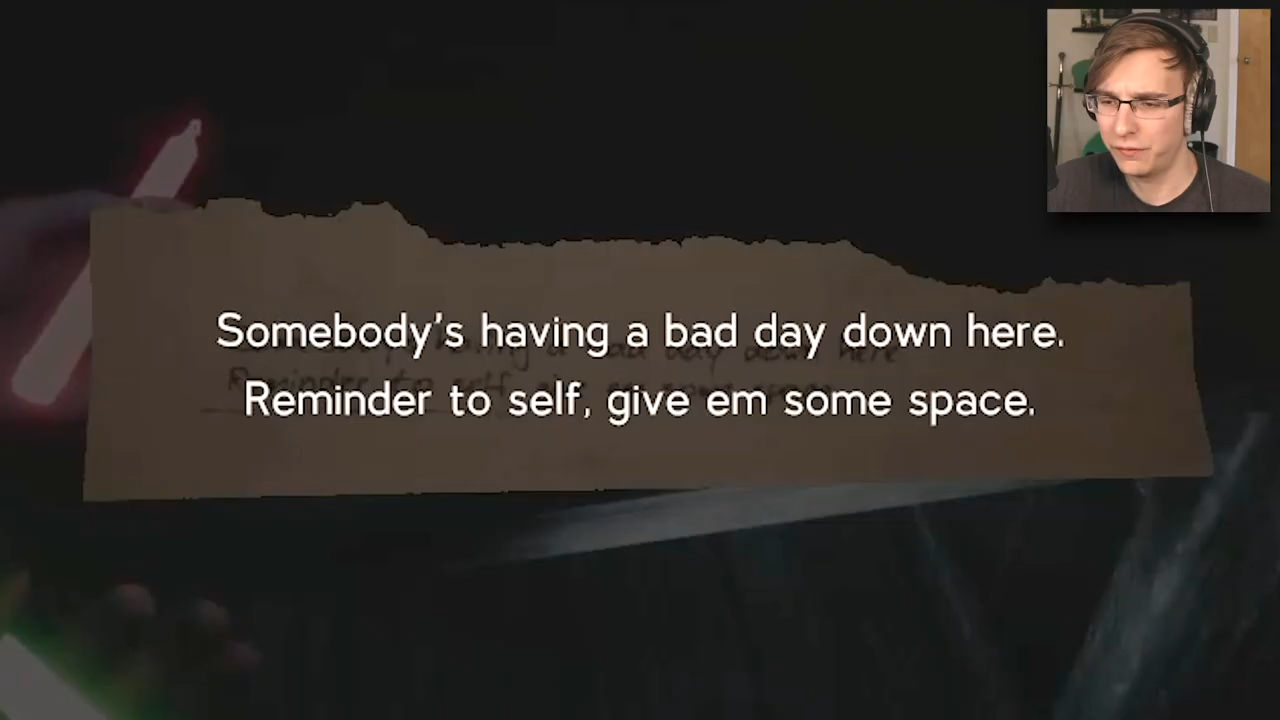 Somebody's having a bad day down here.
Reminder to self, give em some space.